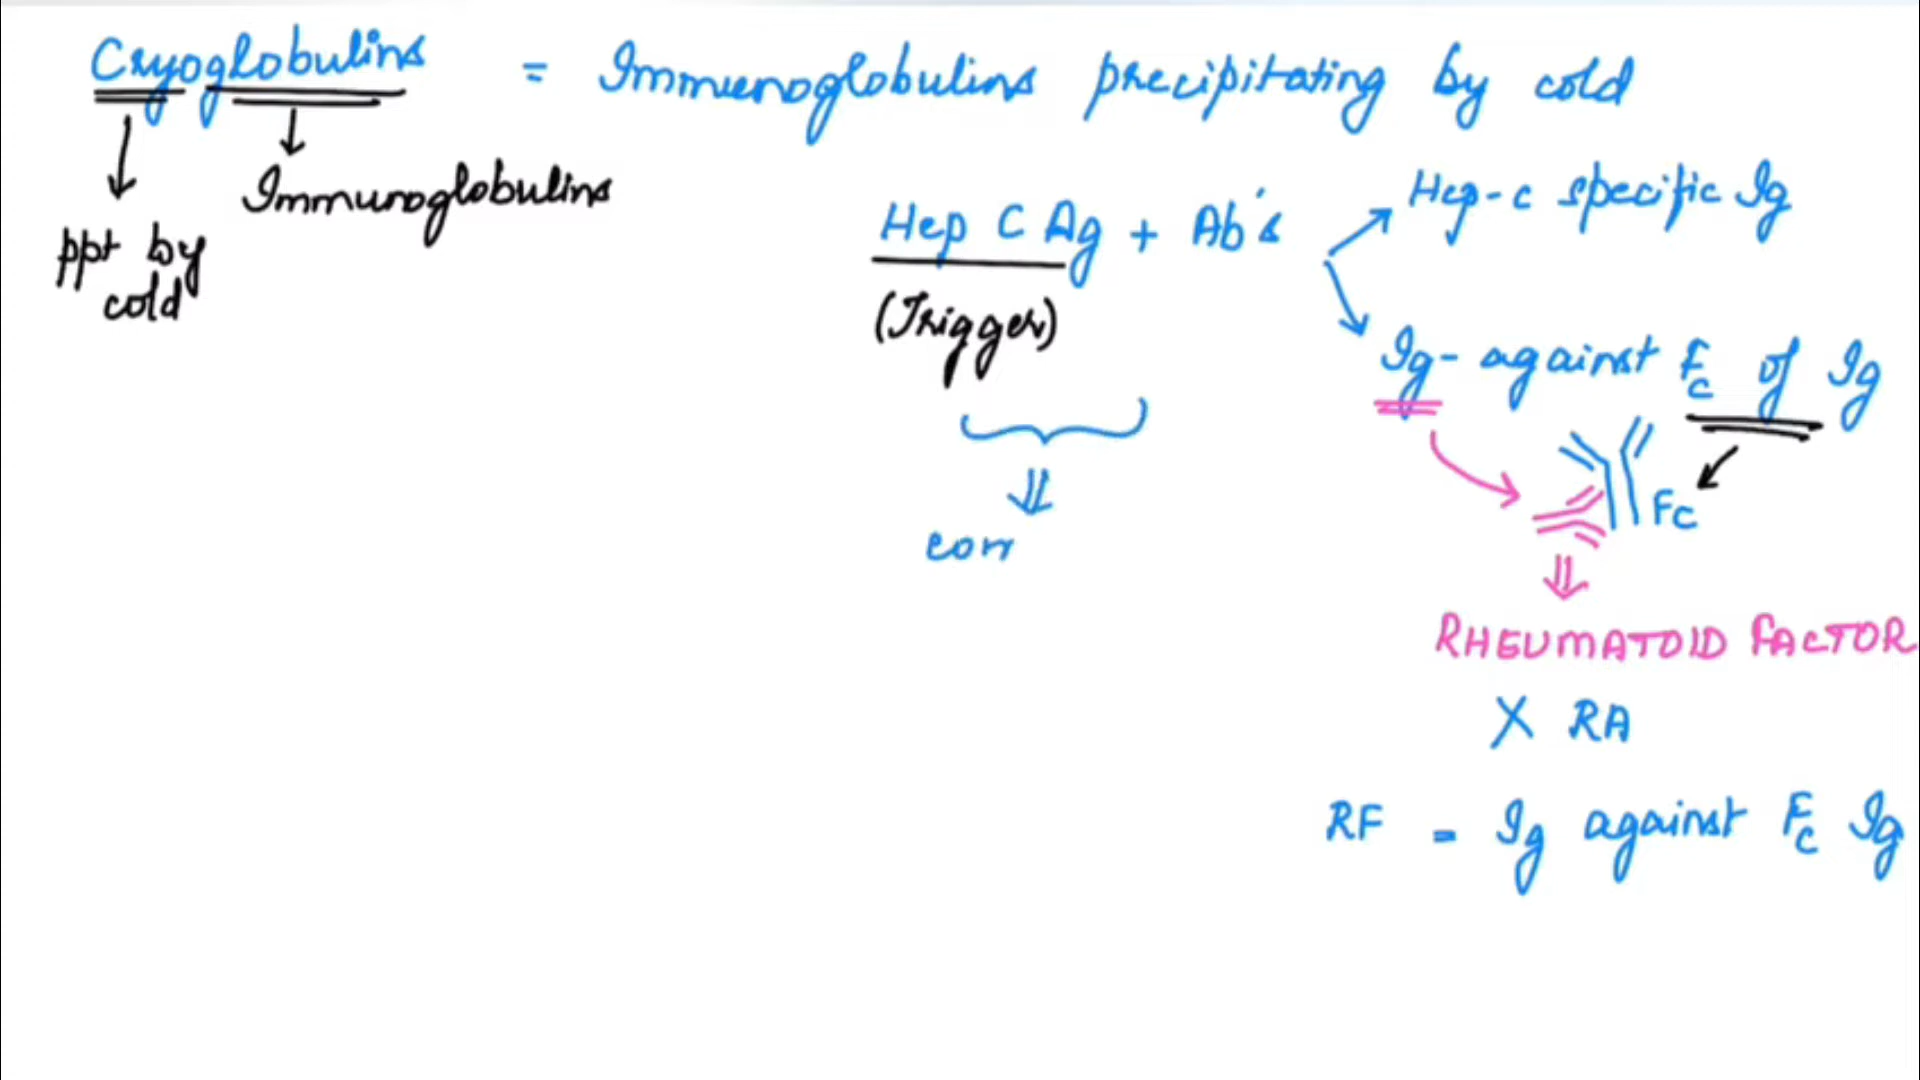 Cryoglobulins = Immunoglobulins precipitating by cold
Immunoglobulins
ppt by
cold
Hep C Ag + Ab's
(Trigger)
Hep-C specific Ig
Ig- against Fc of Ig
Fc
com
RHEUMATOID FACTOR
X RA
RF = Ig against Fc Ig